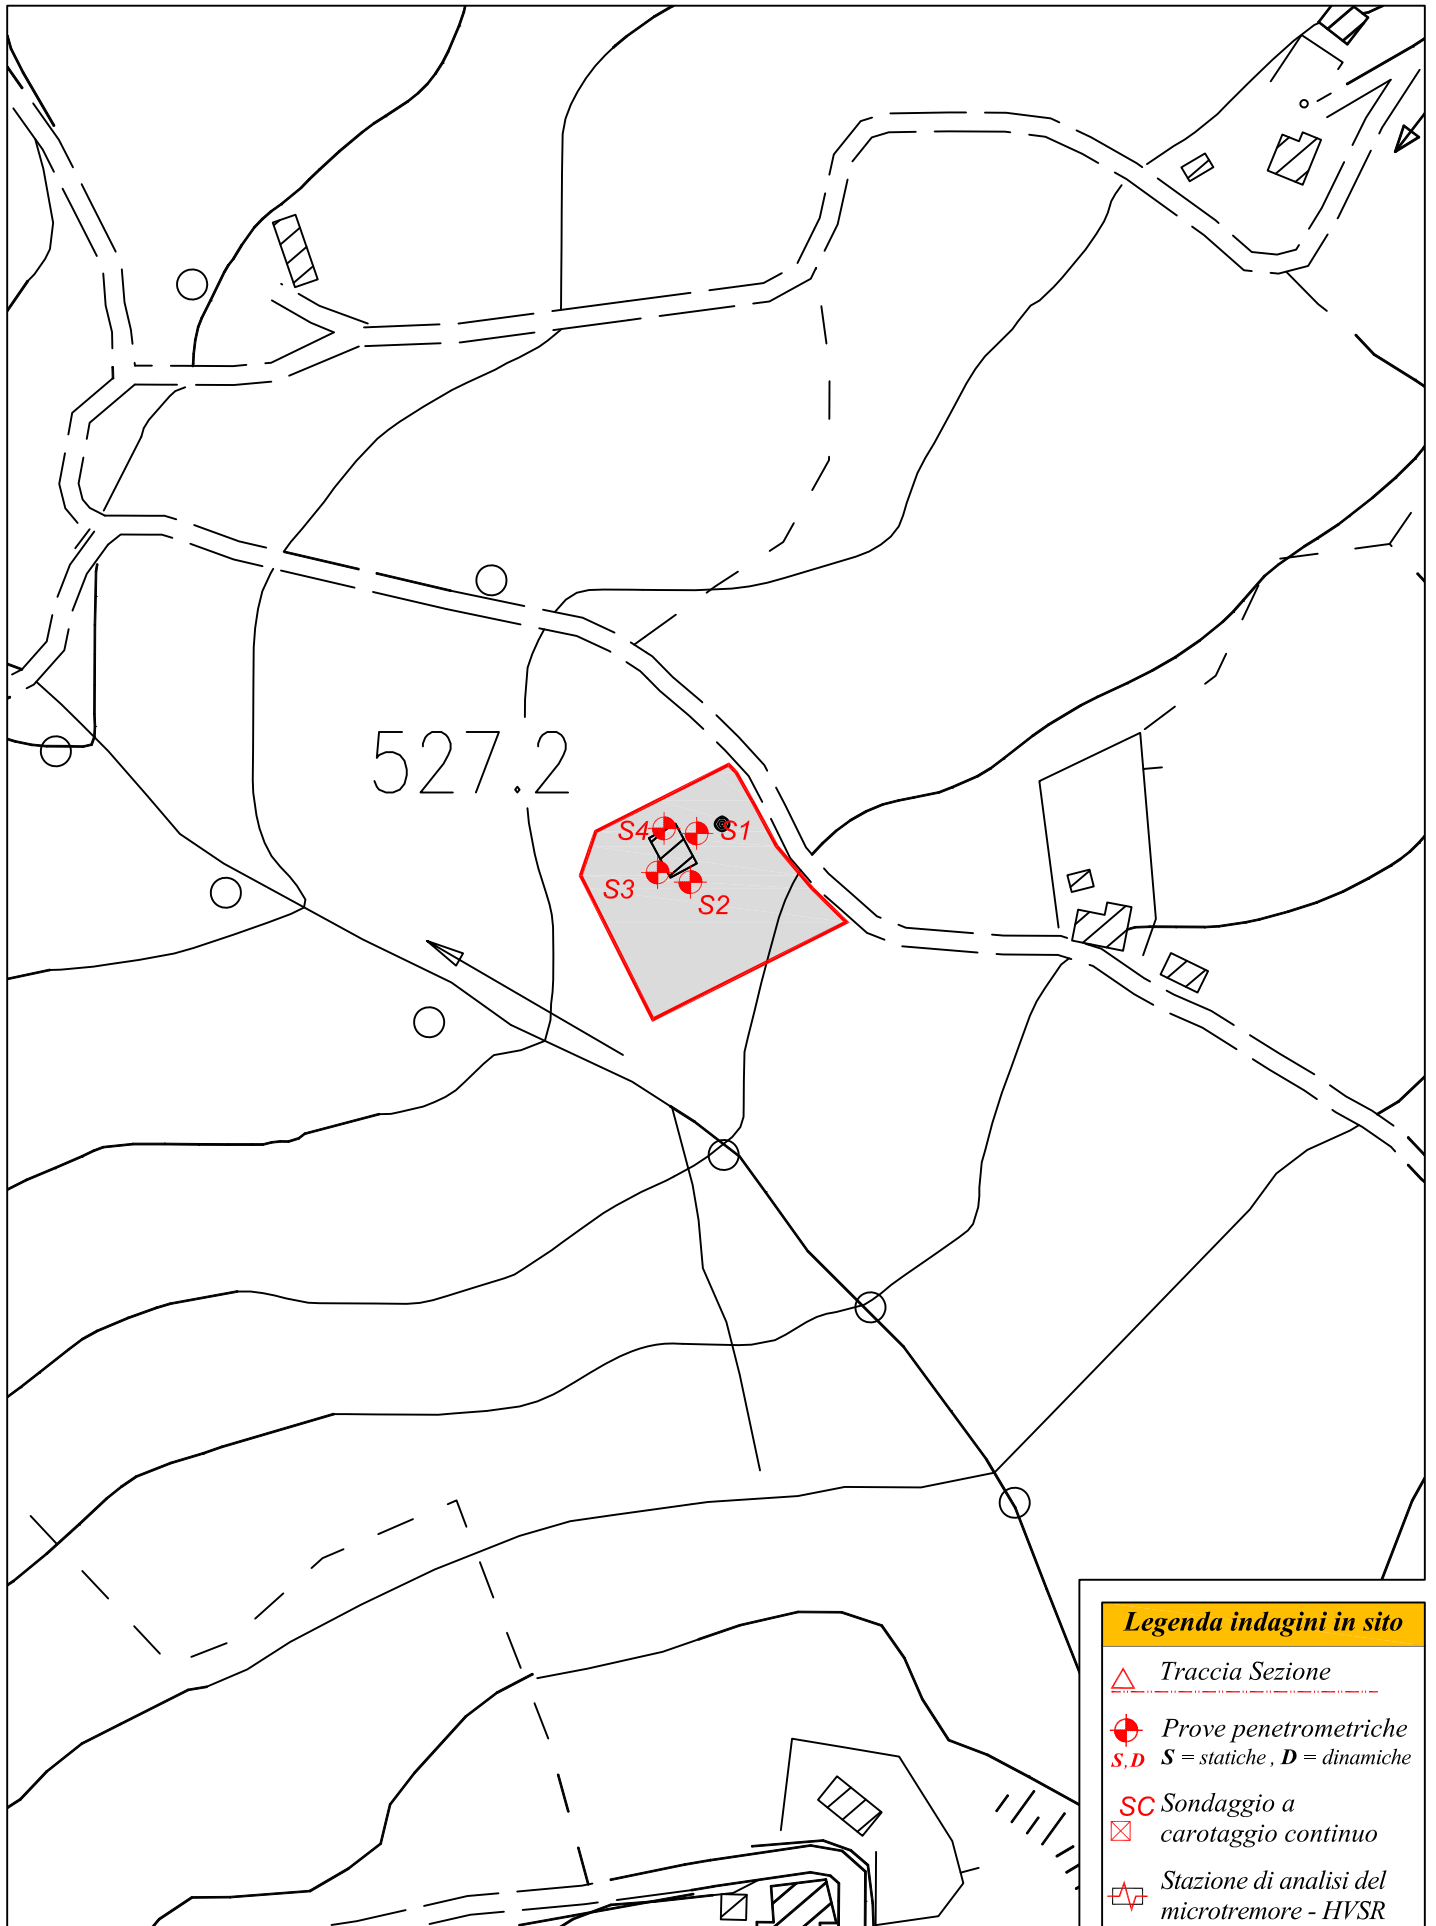 527.2
S4
S1
S3
S2
Legenda indagini in sito
Traccia Sezione
Prove penetrometriche
S,D S = statiche , D = dinamiche
SC Sondaggio a
carotaggio continuo
Stazione di analisi del
microtremore - HVSR